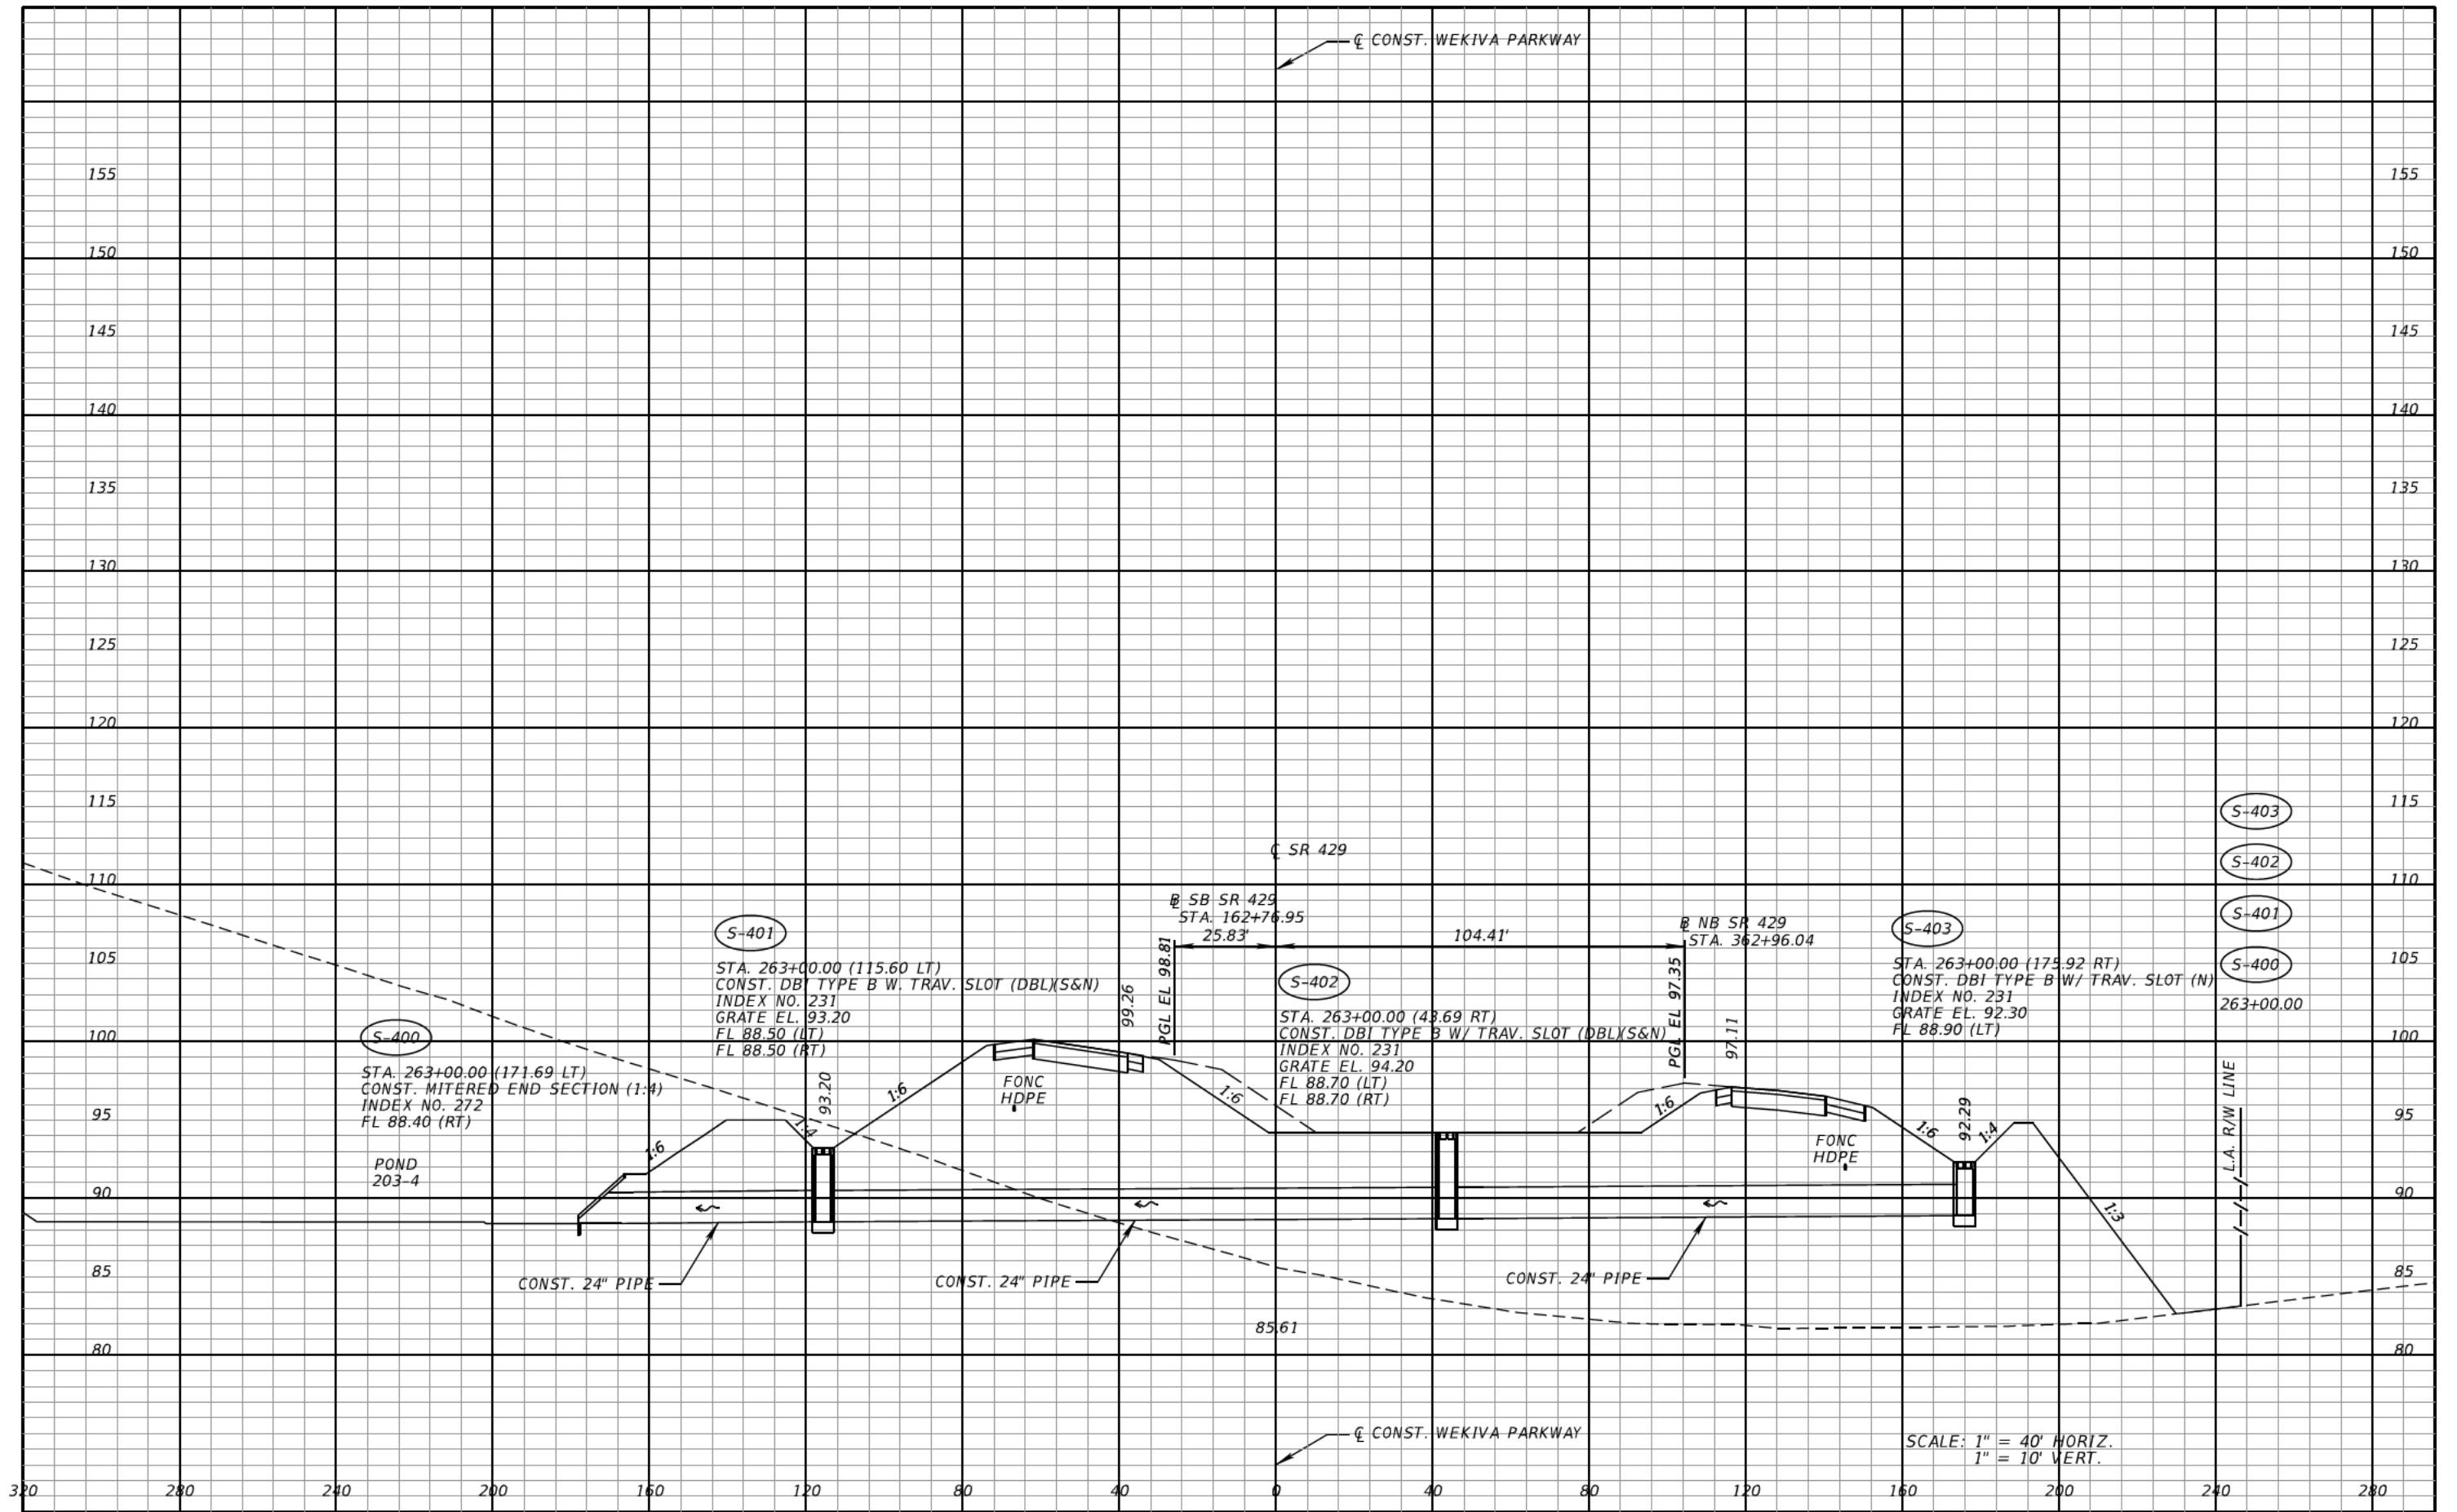 ℄ CONST. WEKIVA PARKWAY
155
155
150
150
145
145
140
140
135
135
130
130
125
125
120
120
115
115
S-403
S-402
S-401
S-400
263+00.00
110
110
105
105
100
100
95
95
90
90
85
85
80
80
℄ SR 429
B̲ SB SR 429
STA. 162+76.95
25.83'
104.41'
B̲ NB SR 429
STA. 362+96.04
PGL EL 98.81
PGL EL 97.35
99.26
97.11
S-400
STA. 263+00.00 (171.69 LT)
CONST. MITERED END SECTION (1:4)
INDEX NO. 272
FL 88.40 (RT)
POND
203-4
S-401
STA. 263+00.00 (115.60 LT)
CONST. DBI TYPE B W. TRAV. SLOT (DBL)(S&N)
INDEX NO. 231
GRATE EL. 93.20
FL 88.50 (LT)
FL 88.50 (RT)
93.20
S-402
STA. 263+00.00 (43.69 RT)
CONST. DBI TYPE B W/ TRAV. SLOT (DBL)(S&N)
INDEX NO. 231
GRATE EL. 94.20
FL 88.70 (LT)
FL 88.70 (RT)
S-403
STA. 263+00.00 (175.92 RT)
CONST. DBI TYPE B W/ TRAV. SLOT (N)
INDEX NO. 231
GRATE EL. 92.30
FL 88.90 (LT)
92.29
L.A. R/W LINE
1:6
1:4
1:6
FONC
HDPE
1:6
1:6
FONC
HDPE
1:6
1:4
1:3
CONST. 24" PIPE
CONST. 24" PIPE
CONST. 24" PIPE
85.61
℄ CONST. WEKIVA PARKWAY
SCALE: 1" = 40' HORIZ.
1" = 10' VERT.
320
280
240
200
160
120
80
40
0
40
80
120
160
200
240
280